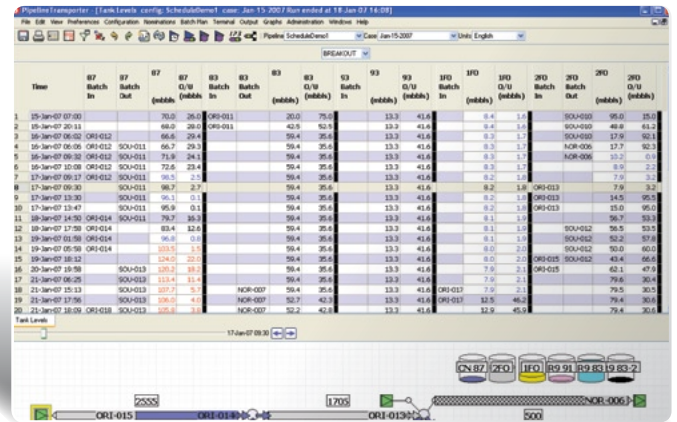 PipelineTransporter - [Tank Levels config: ScheduleDemo1 case: Jan-15-2007 Run ended at 18 Jan 07 16:08]
File Edit View Preferences Configuration Nominations Batch Plan Terminal Output Graphs Administration Windows Help
Pipeline ScheduleDemo1 Case Jan-15-2007 Units English
BREAKOUT
Time 87 Batch In 87 Batch Out 87 (mbbls) 87 O/U (mbbls) 83 Batch In 83 Batch Out 83 (mbbls) 83 O/U (mbbls) 93 Batch In 93 (mbbls) 93 O/U (mbbls) 1FO Batch In 1FO (mbbls) 1FO O/U (mbbls) 2FO Batch In 2FO Batch Out 2FO (mbbls) 2FO O/U (mbbls)
1 15-Jan-07 07:00 70.0 26.0 ORI-011 20.0 75.0 13.3 41.6 8.4 1.6 SOU-010 95.0 15.0
2 15-Jan-07 20:11 68.0 28.0 ORI-011 42.5 52.5 13.3 41.6 8.4 1.6 SOU-010 48.8 61.2
3 16-Jan-07 06:02 ORI-012 66.6 29.4 59.4 35.6 13.3 41.6 8.3 1.7 SOU-010 17.9 92.1
4 16-Jan-07 06:06 ORI-012 SOU-011 66.7 29.3 59.4 35.6 13.3 41.6 8.3 1.7 NOR-006 17.7 92.3
5 16-Jan-07 09:32 ORI-012 SOU-011 71.9 24.1 59.4 35.6 13.3 41.6 8.3 1.7 NOR-006 10.2 0.9
6 16-Jan-07 10:08 ORI-012 SOU-011 72.6 23.4 59.4 35.6 13.3 41.6 8.3 1.7 8.9 2.2
7 17-Jan-07 09:17 ORI-012 SOU-011 98.5 2.5 59.4 35.6 13.3 41.6 8.2 1.8 7.9 3.2
8 17-Jan-07 09:30 98.7 2.7 59.4 35.6 13.3 41.6 8.2 1.8 ORI-013 7.9 3.2
9 17-Jan-07 13:30 SOU-011 96.1 0.1 59.4 35.6 13.3 41.6 8.2 1.8 ORI-013 14.5 95.5
10 17-Jan-07 13:47 SOU-011 95.9 0.1 59.4 35.6 13.3 41.6 8.2 1.8 ORI-013 15.0 95.0
11 18-Jan-07 14:50 ORI-014 SOU-011 79.7 16.3 59.4 35.6 13.3 41.6 8.1 1.9 56.7 53.3
12 18-Jan-07 17:58 ORI-014 83.4 12.6 59.4 35.6 13.3 41.6 8.1 1.9 SOU-012 56.5 53.5
13 19-Jan-07 01:58 ORI-014 96.8 0.8 59.4 35.6 13.3 41.6 8.1 1.9 SOU-012 52.2 57.8
14 19-Jan-07 05:58 ORI-014 103.5 1.5 59.4 35.6 13.3 41.6 8.0 2.0 SOU-012 50.0 60.0
15 19-Jan-07 18:12 124.0 22.0 59.4 35.6 13.3 41.6 8.0 2.0 ORI-015 SOU-012 43.4 66.6
16 20-Jan-07 19:58 SOU-013 120.2 18.2 59.4 35.6 13.3 41.6 7.9 2.1 ORI-015 62.1 47.9
17 21-Jan-07 06:25 SOU-013 113.4 11.4 59.4 35.6 13.3 41.6 7.9 2.1 79.6 30.4
18 21-Jan-07 15:13 SOU-013 107.7 5.7 NOR-007 59.4 35.6 13.3 41.6 ORI-017 7.9 2.1 79.5 30.5
19 21-Jan-07 17:56 SOU-013 106.0 4.0 NOR-007 52.7 42.3 13.3 41.6 ORI-017 12.5 46.2 79.4 30.6
20 21-Jan-07 18:09 ORI-018 SOU-013 105.8 3.8 NOR-007 52.2 42.8 13.3 41.6 12.9 45.9 79.4 30.6
Tank Levels
17-Jan-07 09:30
CN 87 2FO 1FO R9 91 R9 83 L9 83-2
2555 1705 NOR-006
ORI-015 ORI-014 ORI-013 500